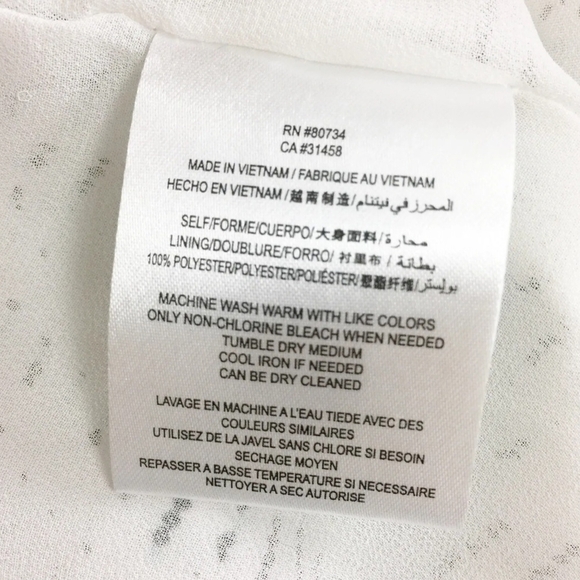 RN #80734
CA #31458
MADE IN VIETNAM / FABRIQUE AU VIETNAM
HECHO EN VIETNAM /越南制造/المحرز في فيتنام
SELF/FORME/CUERPO/大身面料/محارة/
LINING/DOUBLURE/FORRO/ 衬里布 / بطانة/
100% POLYESTER/POLYESTER/POLIÉSTER/聚酯纤维/بوليستر
MACHINE WASH WARM WITH LIKE COLORS
ONLY NON-CHLORINE BLEACH WHEN NEEDED
TUMBLE DRY MEDIUM
COOL IRON IF NEEDED
CAN BE DRY CLEANED
LAVAGE EN MACHINE A L'EAU TIEDE AVEC DES
COULEURS SIMILAIRES
UTILISEZ DE LA JAVEL SANS CHLORE SI BESOIN
SECHAGE MOYEN
REPASSER A BASSE TEMPERATURE SI NECESSAIRE
NETTOYER A SEC AUTORISE